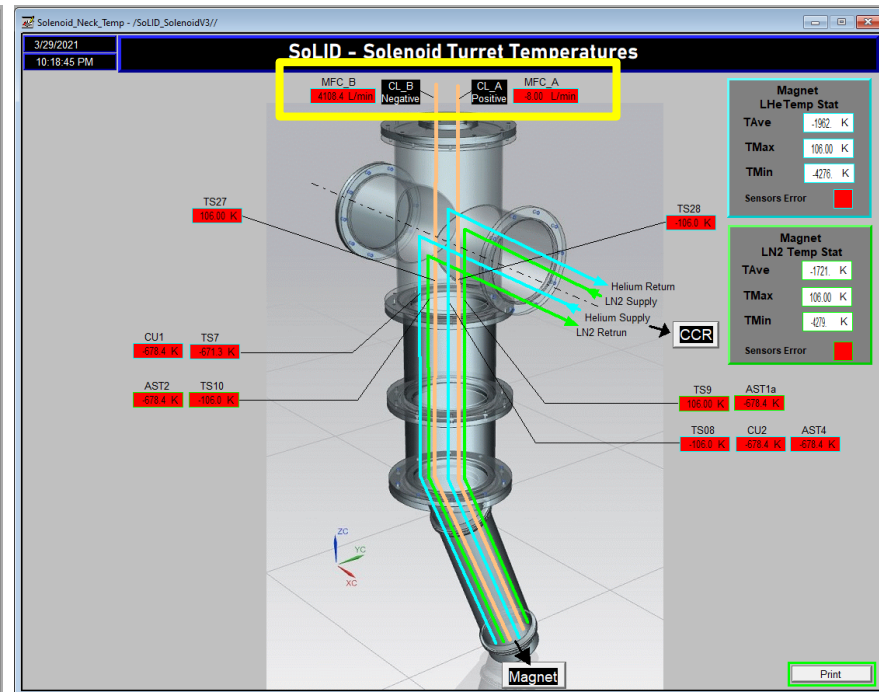 Solenoid_Neck_Temp - /SoLID_SolenoidV3//
3/29/2021
10:18:45 PM
SoLID - Solenoid Turret Temperatures
MFC_B
4108.4 L/min
CL_B
Negative
CL_A
Positive
MFC_A
-8.00 L/min
Magnet
LHeTemp Stat
TAve -1962. K
TMax 106.00 K
TMin -4276. K
Sensors Error
TS27
106.00 K
TS28
-106.0 K
Magnet
LN2 Temp Stat
TAve -1721. K
TMax 106.00 K
TMin -4279. K
Sensors Error
Helium Return
LN2 Supply
Helium Supply
LN2 Retrun
CCR
CU1 TS7
-678.4 K -671.3 K
AST2 TS10
-678.4 K -106.0 K
TS9 AST1a
106.00 K -678.4 K
TS08 CU2 AST4
-106.0 K -678.4 K -678.4 K
ZC
YC
XC
Magnet
Print